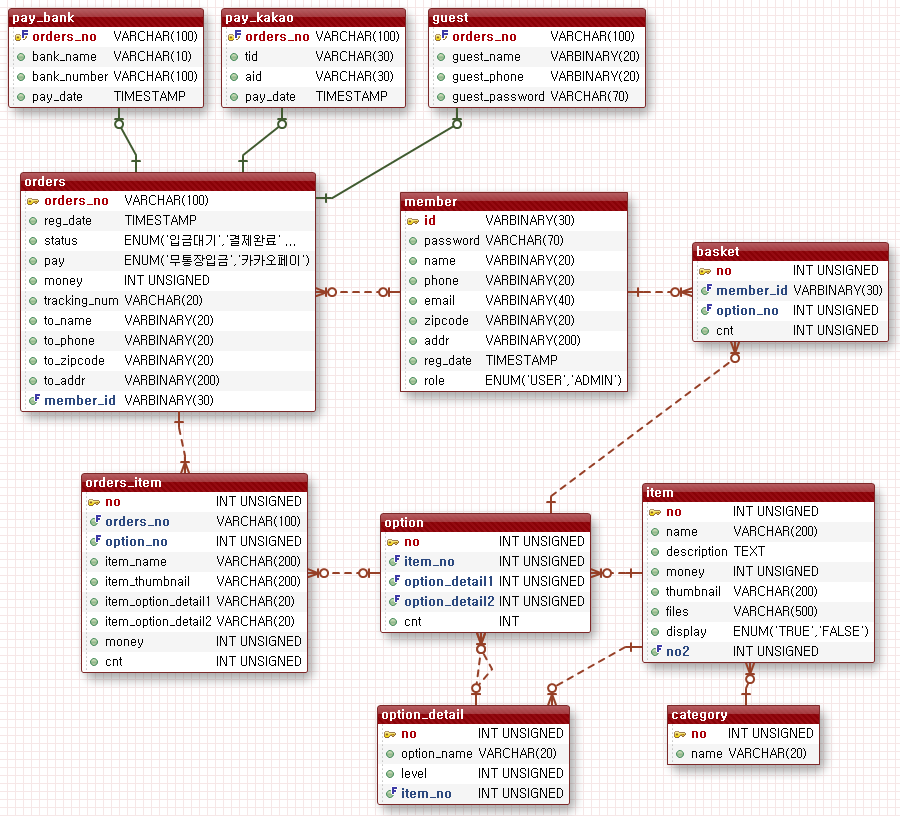 pay_bank
orders_no VARCHAR(100)
bank_name VARCHAR(10)
bank_number VARCHAR(100)
pay_date TIMESTAMP
pay_kakao
orders_no VARCHAR(100)
tid VARCHAR(30)
aid VARCHAR(30)
pay_date TIMESTAMP
guest
orders_no VARCHAR(100)
guest_name VARBINARY(20)
guest_phone VARBINARY(20)
guest_password VARCHAR(70)
orders
orders_no VARCHAR(100)
reg_date TIMESTAMP
status ENUM('입금대기','결제완료' ...
pay ENUM('무통장입금','카카오페이')
money INT UNSIGNED
tracking_num VARCHAR(20)
to_name VARBINARY(20)
to_phone VARBINARY(20)
to_zipcode VARBINARY(20)
to_addr VARBINARY(200)
member_id VARBINARY(30)
member
id VARBINARY(30)
password VARCHAR(70)
name VARBINARY(20)
phone VARBINARY(20)
email VARBINARY(40)
zipcode VARBINARY(20)
addr VARBINARY(200)
reg_date TIMESTAMP
role ENUM('USER','ADMIN')
basket
no INT UNSIGNED
member_id VARBINARY(30)
option_no INT UNSIGNED
cnt INT UNSIGNED
orders_item
no INT UNSIGNED
orders_no VARCHAR(100)
option_no INT UNSIGNED
item_name VARCHAR(200)
item_thumbnail VARCHAR(200)
item_option_detail1 VARCHAR(20)
item_option_detail2 VARCHAR(20)
money INT UNSIGNED
cnt INT UNSIGNED
option
no INT UNSIGNED
item_no INT UNSIGNED
option_detail1 INT UNSIGNED
option_detail2 INT UNSIGNED
cnt INT
item
no INT UNSIGNED
name VARCHAR(200)
description TEXT
money INT UNSIGNED
thumbnail VARCHAR(200)
files VARCHAR(500)
display ENUM('TRUE','FALSE')
no2 INT UNSIGNED
option_detail
no INT UNSIGNED
option_name VARCHAR(20)
level INT UNSIGNED
item_no INT UNSIGNED
category
no INT UNSIGNED
name VARCHAR(20)